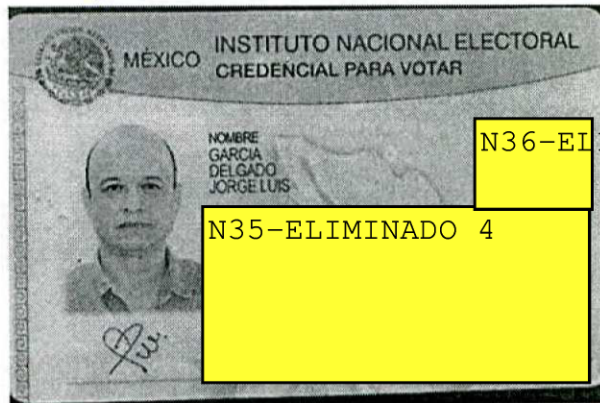 MÉXICO
INSTITUTO NACIONAL ELECTORAL
CREDENCIAL PARA VOTAR
NOMBRE
GARCIA
DELGADO
JORGE LUIS
N36-EL
N35-ELIMINADO 4